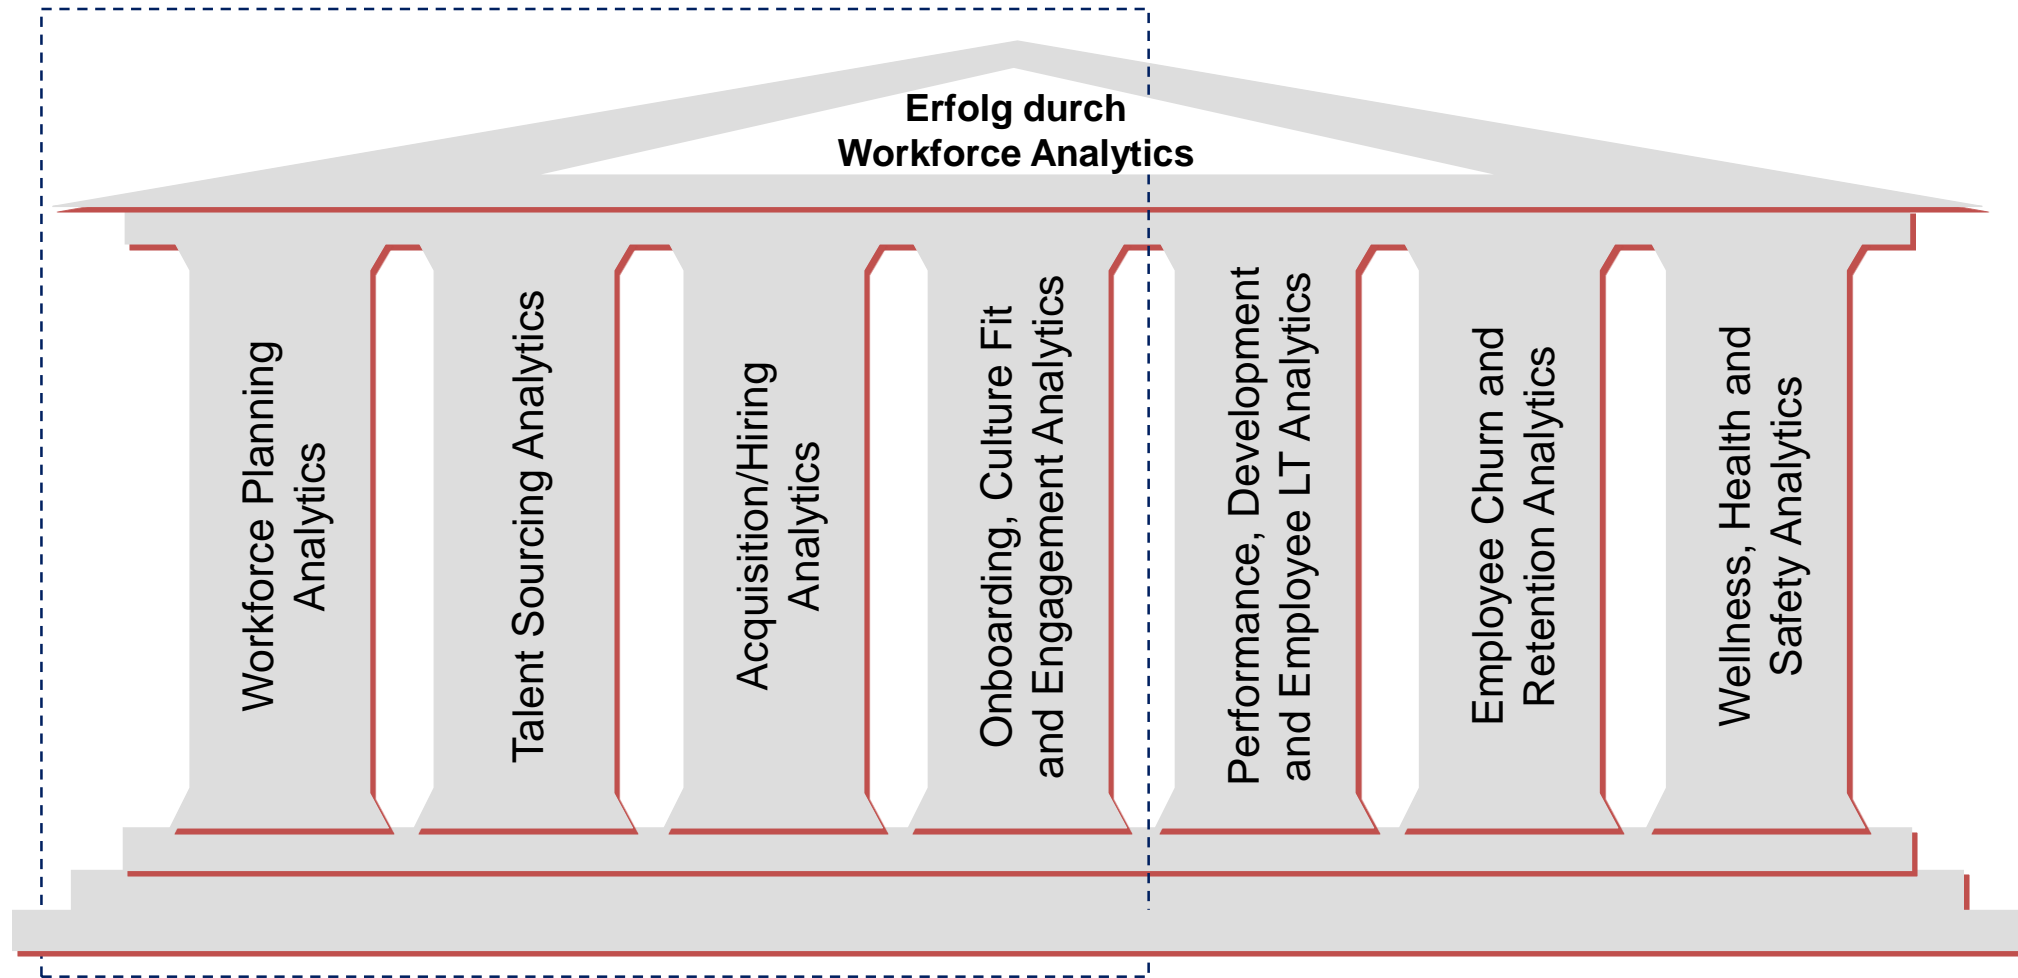 Erfolg durch
Workforce Analytics
Workforce Planning
Analytics
Talent Sourcing Analytics
Acquisition/Hiring
Analytics
Onboarding, Culture Fit
and Engagement Analytics
Performance, Development
and Employee LT Analytics
Employee Churn and
Retention Analytics
Wellness, Health and
Safety Analytics